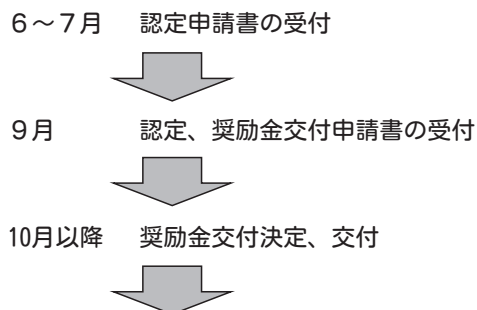 ６～７月　認定申請書の受付
９月　認定、奨励金交付申請書の受付
10月以降　奨励金交付決定、交付